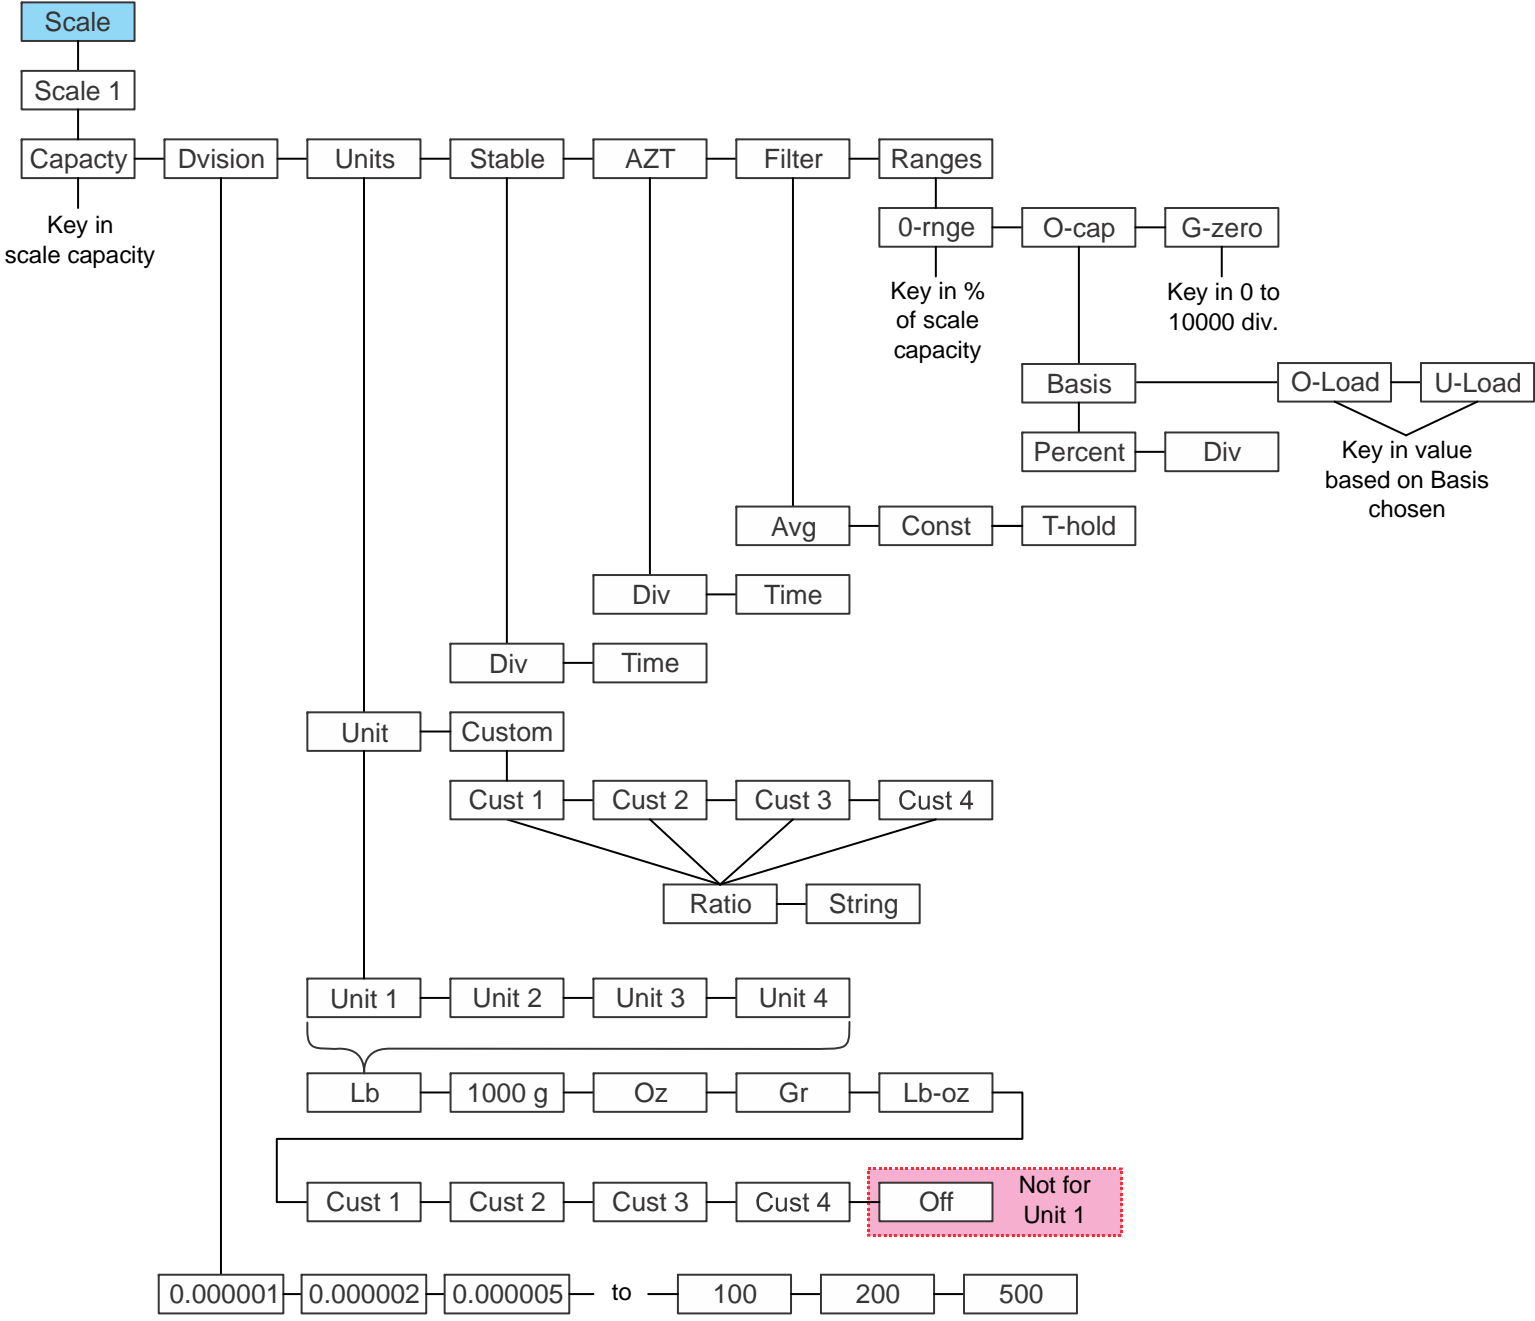 Scale
Scale 1
Capacty
Dvision
Units
Stable
AZT
Filter
Ranges
Key in
scale capacity
0-rnge
O-cap
G-zero
Key in %
of scale
capacity
Key in 0 to
10000 div.
Basis
O-Load
U-Load
Percent
Div
Key in value
based on Basis
chosen
Avg
Const
T-hold
Div
Time
Div
Time
Unit
Custom
Cust 1
Cust 2
Cust 3
Cust 4
Ratio
String
Unit 1
Unit 2
Unit 3
Unit 4
Lb
1000 g
Oz
Gr
Lb-oz
Cust 1
Cust 2
Cust 3
Cust 4
Off
Not for
Unit 1
0.000001
0.000002
0.000005
to
100
200
500